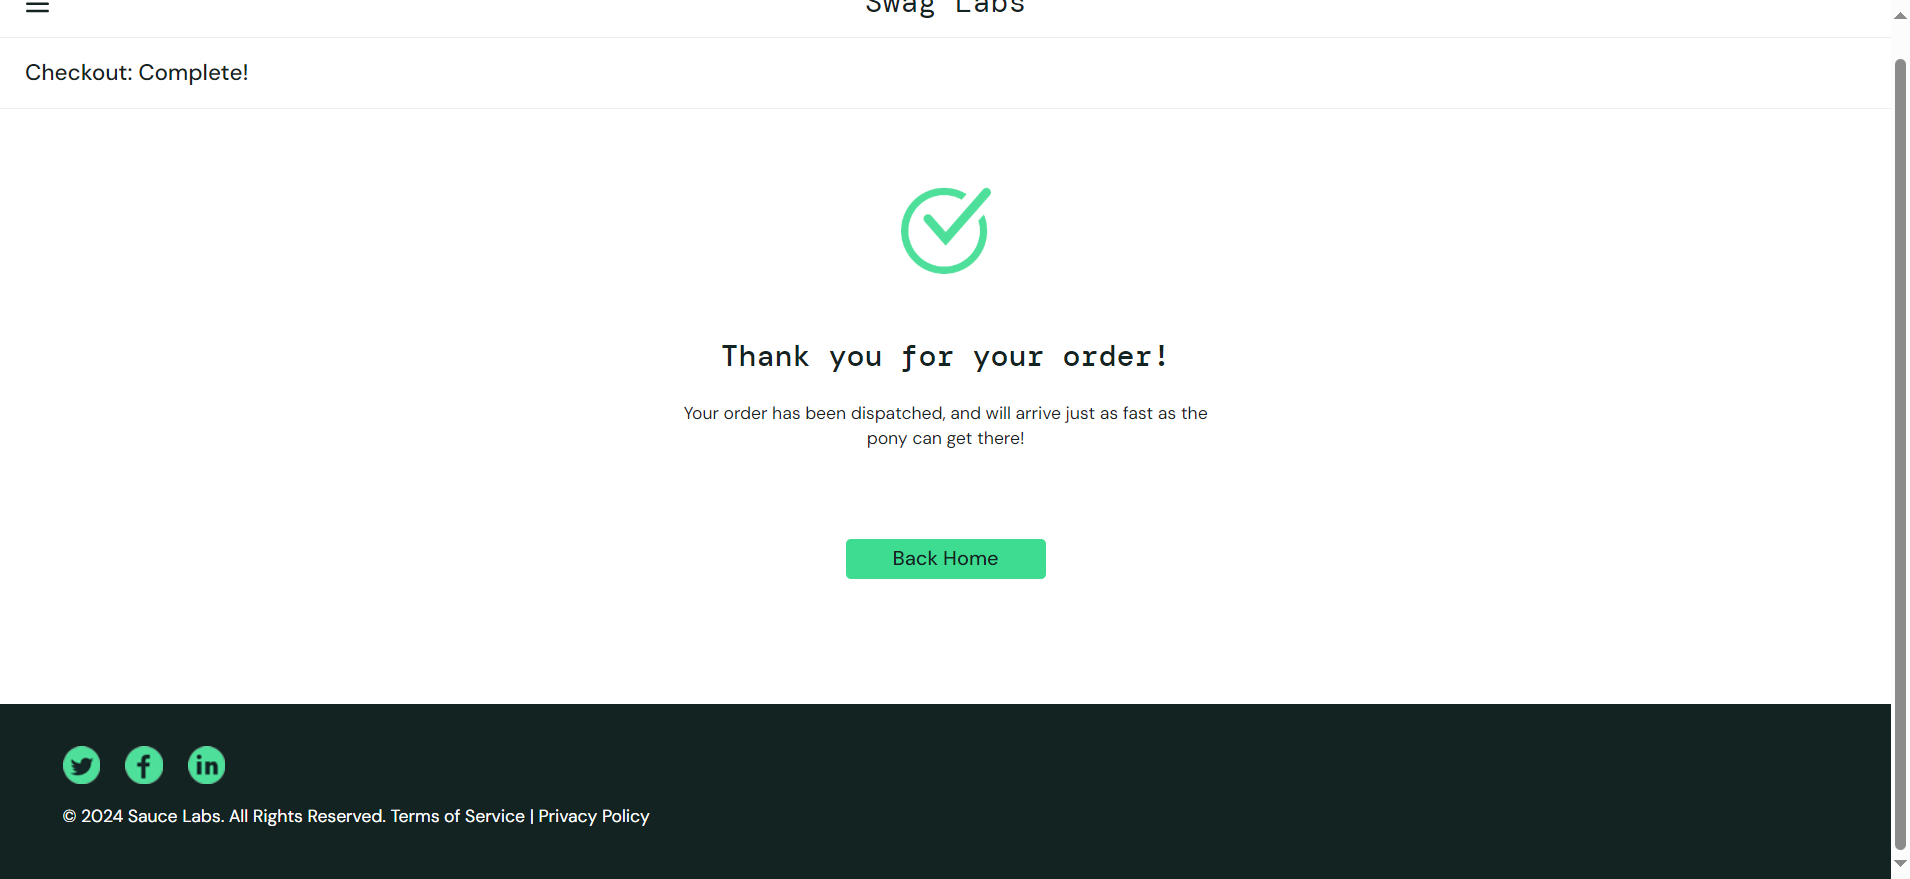 Swag Labs
Checkout: Complete!
Thank you for your order!
Your order has been dispatched, and will arrive just as fast as the
pony can get there!
Back Home
© 2024 Sauce Labs. All Rights Reserved. Terms of Service | Privacy Policy